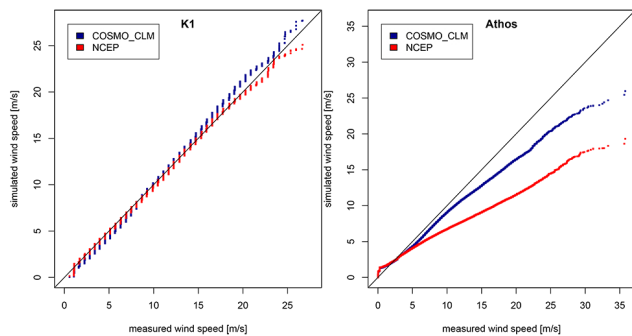 K1
COSMO_CLM
NCEP
simulated wind speed [m/s]
0 5 10 15 20 25
0 5 10 15 20 25
measured wind speed [m/s]
Athos
COSMO_CLM
NCEP
simulated wind speed [m/s]
0 5 10 15 20 25 30 35
0 5 10 15 20 25 30 35
measured wind speed [m/s]